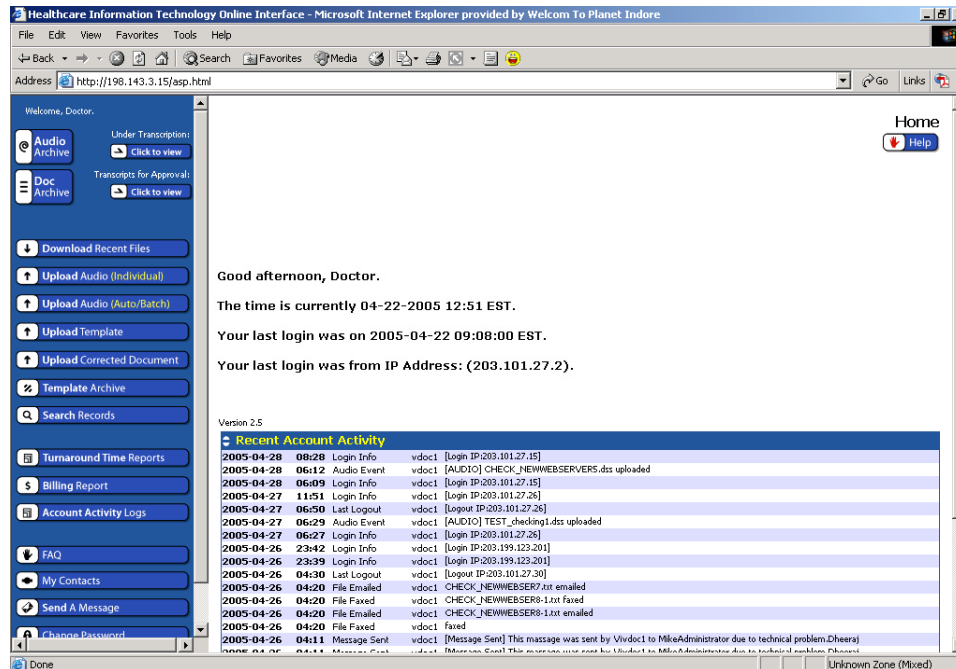 Healthcare Information Technology Online Interface - Microsoft Internet Explorer provided by Welcom To Planet Indore
File Edit View Favorites Tools Help
Back Search Favorites Media
Address http://198.143.3.15/asp.html Go Links
Welcome, Doctor.
Audio Archive
Under Transcription:
Click to view
Doc Archive
Transcripts for Approval:
Click to view
Download Recent Files
Upload Audio (Individual)
Upload Audio (Auto/Batch)
Upload Template
Upload Corrected Document
Template Archive
Search Records
Turnaround Time Reports
Billing Report
Account Activity Logs
FAQ
My Contacts
Send A Message
Change Password
Home
Help
Good afternoon, Doctor.
The time is currently 04-22-2005 12:51 EST.
Your last login was on 2005-04-22 09:08:00 EST.
Your last login was from IP Address: (203.101.27.2).
Version 2.5
Recent Account Activity
2005-04-28 08:28 Login Info vdoc1 [Login IP:203.101.27.15]
2005-04-28 06:12 Audio Event vdoc1 [AUDIO] CHECK_NEWWEBSERVERS.dss uploaded
2005-04-28 06:09 Login Info vdoc1 [Login IP:203.101.27.15]
2005-04-27 11:51 Login Info vdoc1 [Login IP:203.101.27.26]
2005-04-27 06:50 Last Logout vdoc1 [Logout IP:203.101.27.26]
2005-04-27 06:29 Audio Event vdoc1 [AUDIO] TEST_checking1.dss uploaded
2005-04-27 06:27 Login Info vdoc1 [Login IP:203.101.27.26]
2005-04-26 23:42 Login Info vdoc1 [Login IP:203.199.123.201]
2005-04-26 23:39 Login Info vdoc1 [Login IP:203.199.123.201]
2005-04-26 04:30 Last Logout vdoc1 [Logout IP:203.101.27.30]
2005-04-26 04:20 File Emailed vdoc1 CHECK_NEWWEBSER7.txt emailed
2005-04-26 04:20 File Faxed vdoc1 CHECK_NEWWEBSER8-1.txt faxed
2005-04-26 04:20 File Emailed vdoc1 CHECK_NEWWEBSER8-1.txt emailed
2005-04-26 04:20 File Faxed vdoc1 faxed
2005-04-26 04:11 Message Sent vdoc1 [Message Sent] This massage was sent by Vivdoc1 to MikeAdministrator due to technical problem.Dheeraj
Done Unknown Zone (Mixed)